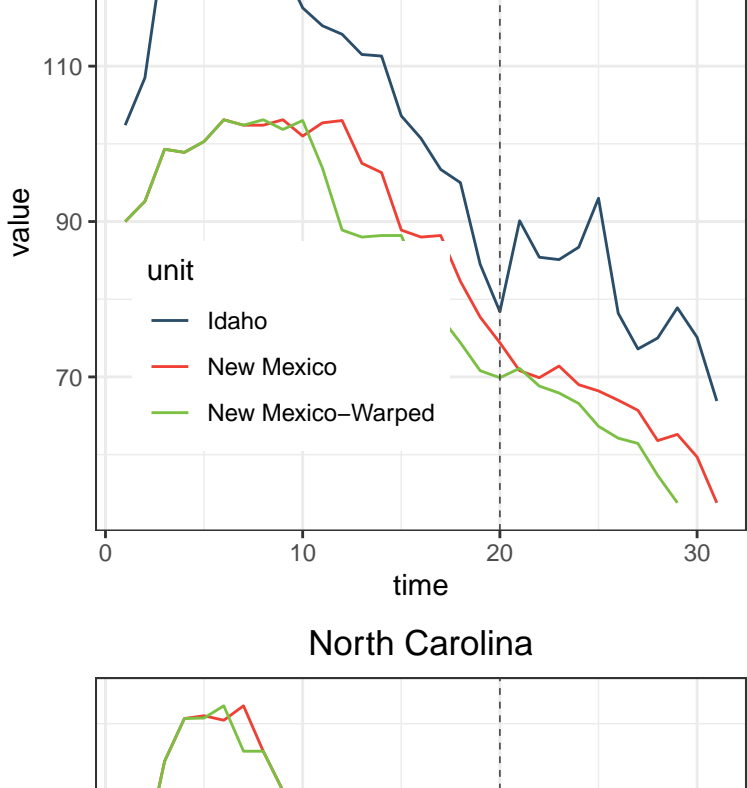 110
90
70
value
unit
Idaho
New Mexico
New Mexico−Warped
0 10 20 30
time
North Carolina